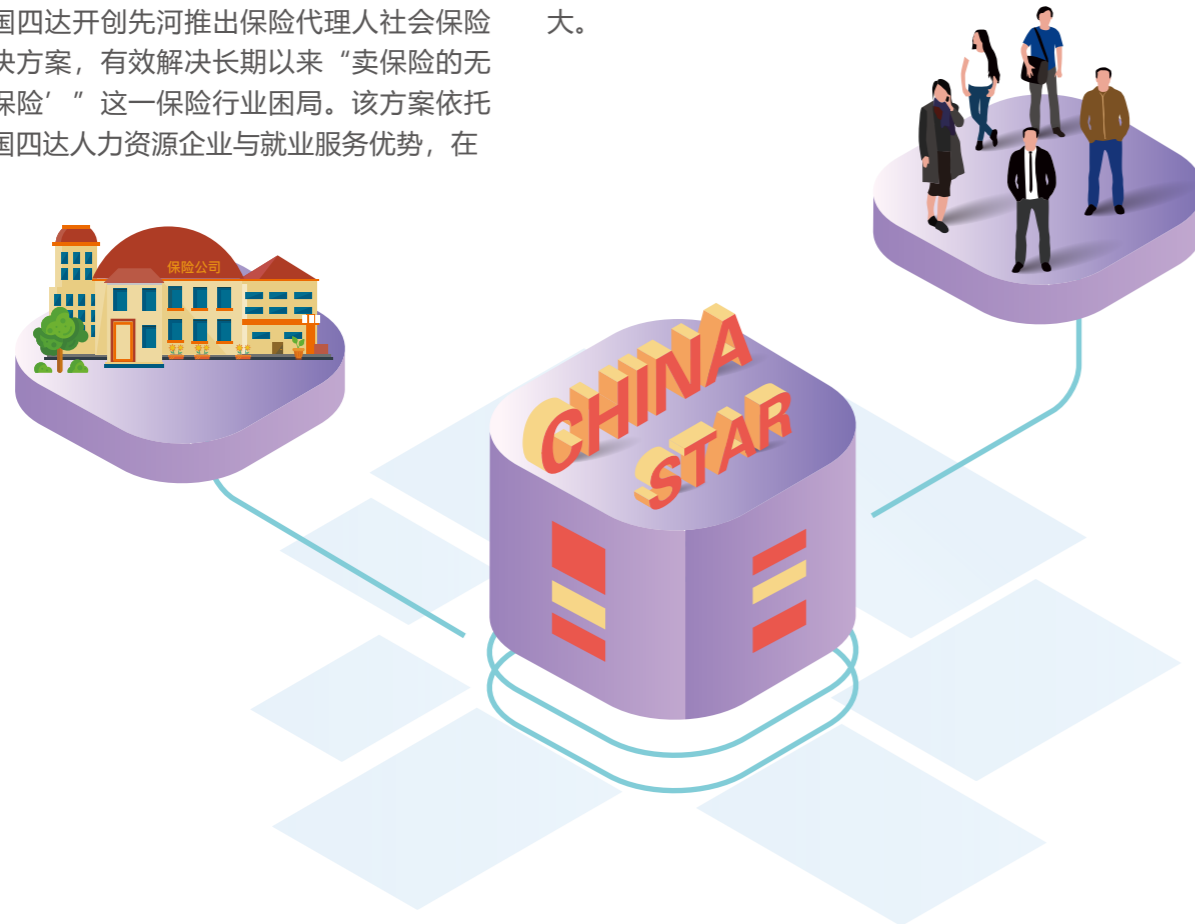 国四达开创先河推出保险代理人社会保险
决方案，有效解决长期以来“卖保险的无
保险’”这一保险行业困局。该方案依托
国四达人力资源企业与就业服务优势，在
大。
保险公司
CHINA
STAR